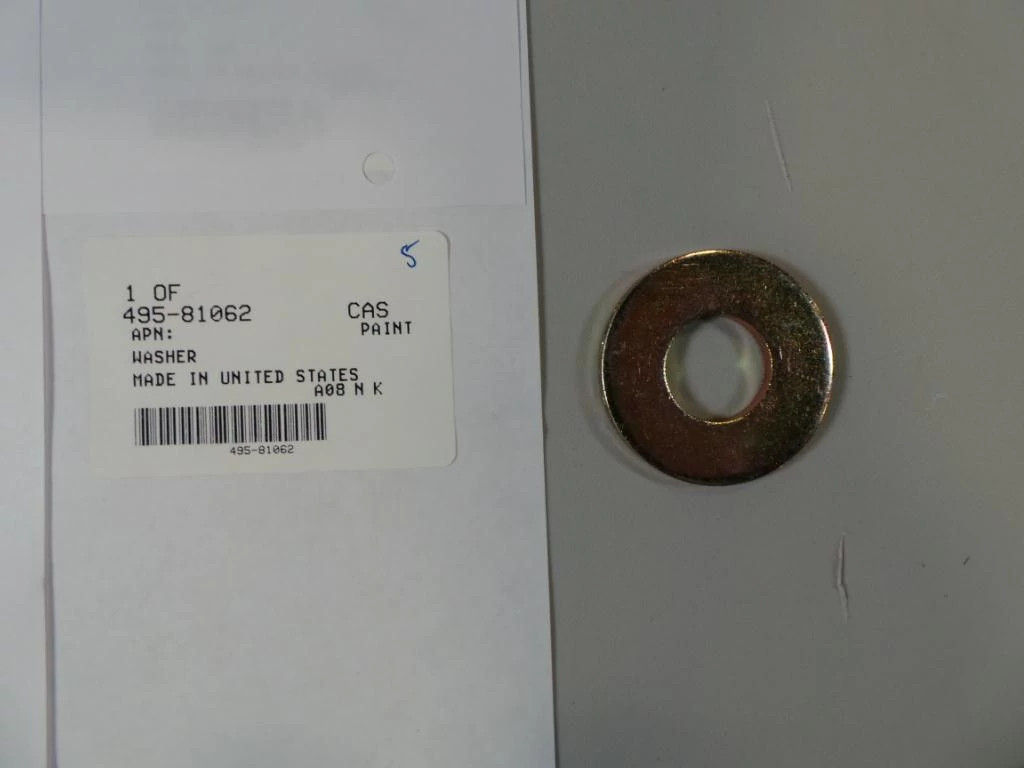 5
1 OF
495-81062 CAS
APN: PAINT
WASHER
MADE IN UNITED STATES
A08 N K
495-81062